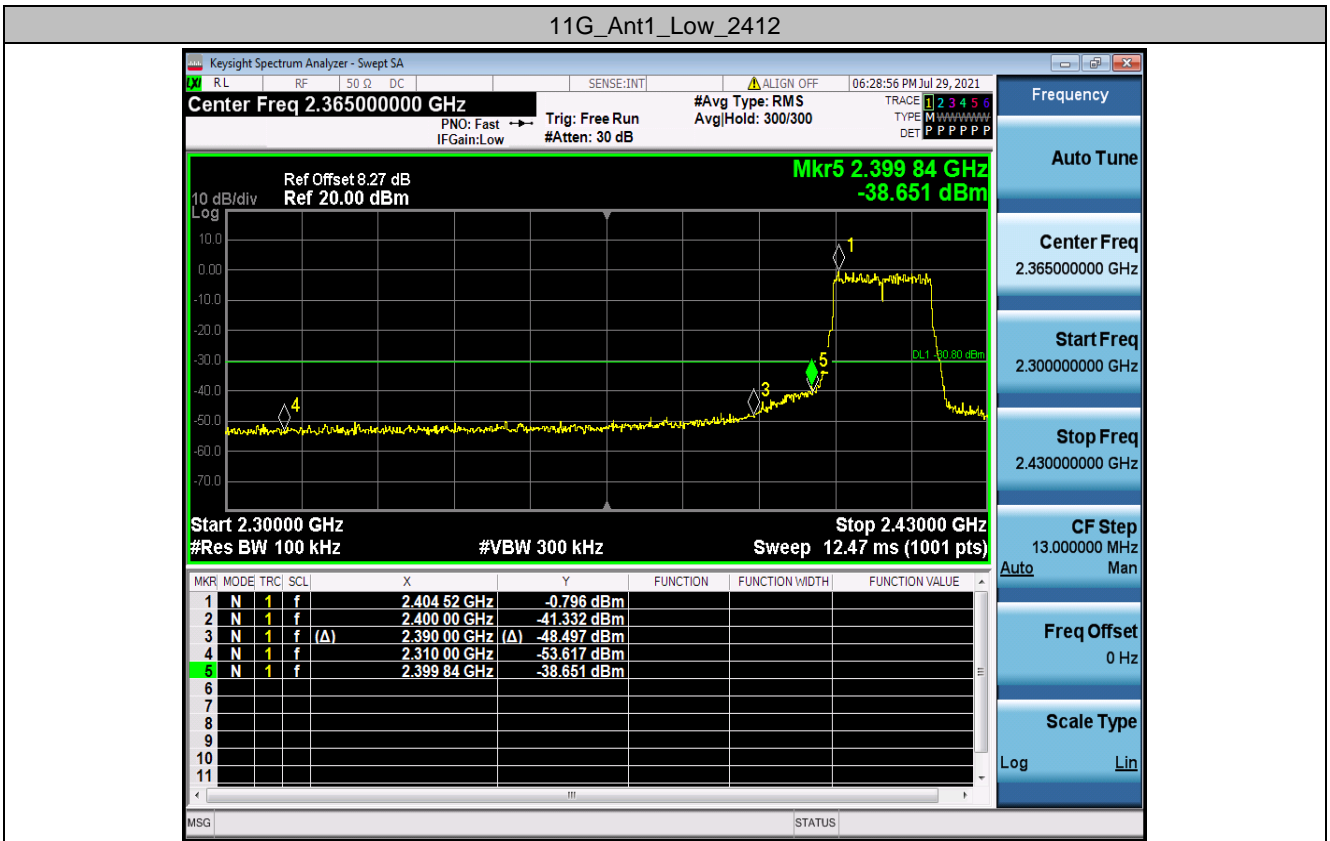 11G_Ant1_Low_2412
Keysight Spectrum Analyzer - Swept SA
LXI RL RF 50 Ω DC SENSE:INT ALIGN OFF 06:28:56 PM Jul 29, 2021
Center Freq 2.365000000 GHz
PNO: Fast
IFGain:Low
Trig: Free Run
#Atten: 30 dB
#Avg Type: RMS
Avg|Hold: 300/300
TRACE 1 2 3 4 5 6
TYPE M WWWWW
DET P P P P P P
Mkr5 2.399 84 GHz
-38.651 dBm
Ref Offset 8.27 dB
10 dB/div Ref 20.00 dBm
Log
10.0
0.00
-10.0
-20.0
-30.0
-40.0
-50.0
-60.0
-70.0
1
DL1 -30.80 dBm
5
3
4
Start 2.30000 GHz Stop 2.43000 GHz
#Res BW 100 kHz #VBW 300 kHz Sweep 12.47 ms (1001 pts)
MKR MODE TRC SCL X Y FUNCTION FUNCTION WIDTH FUNCTION VALUE
1 N 1 f 2.404 52 GHz -0.796 dBm
2 N 1 f 2.400 00 GHz -41.332 dBm
3 N 1 f (Δ) 2.390 00 GHz (Δ) -48.497 dBm
4 N 1 f 2.310 00 GHz -53.617 dBm
5 N 1 f 2.399 84 GHz -38.651 dBm
6
7
8
9
10
11
MSG STATUS
Frequency
Auto Tune
Center Freq
2.365000000 GHz
Start Freq
2.300000000 GHz
Stop Freq
2.430000000 GHz
CF Step
13.000000 MHz
Auto Man
Freq Offset
0 Hz
Scale Type
Log Lin